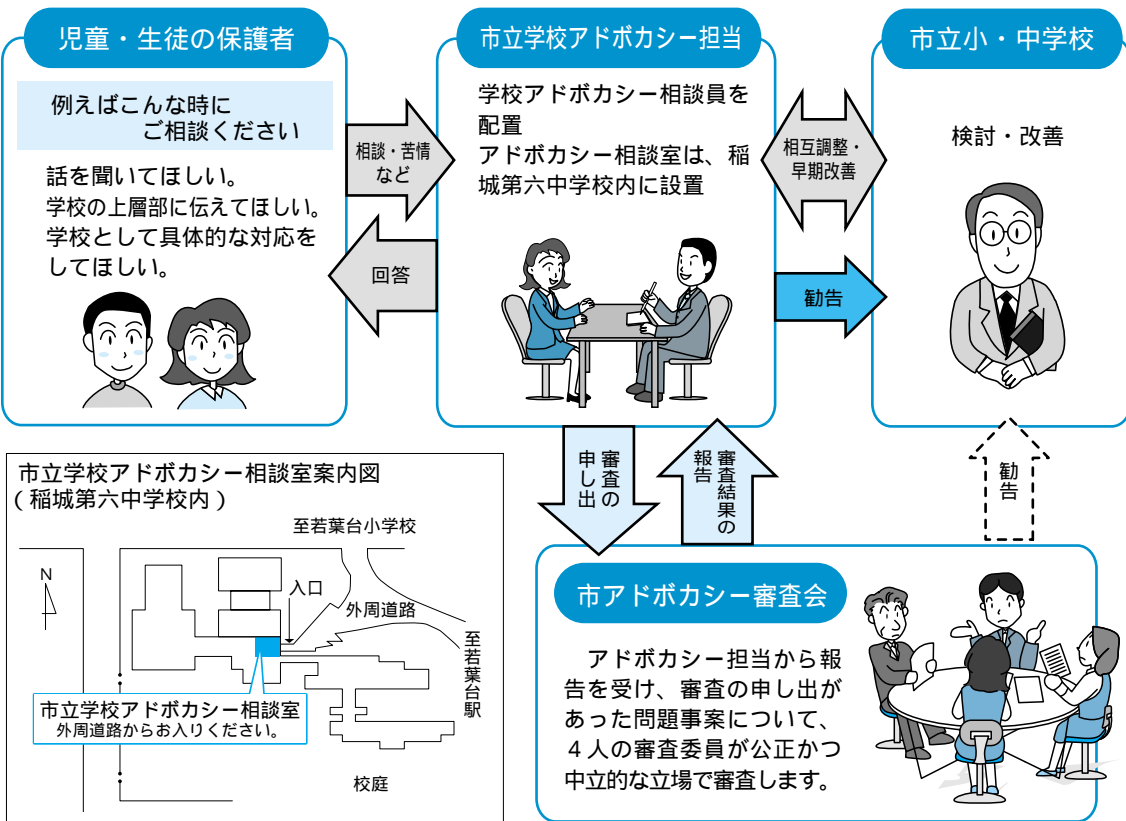 児童・生徒の保護者
例えばこんな時に
ご相談ください
話を聞いてほしい。
学校の上層部に伝えてほしい。
学校として具体的な対応を
してほしい。
相談・苦情
など
回答
市立学校アドボカシー担当
学校アドボカシー相談員を
配置
アドボカシー相談室は、稲
城第六中学校内に設置
相互調整・
早期改善
勧告
市立小・中学校
検討・改善
審査の
申し出
審査結果の
報告
勧告
市アドボカシー審査会
アドボカシー担当から報
告を受け、審査の申し出が
あった問題事案について、
4人の審査委員が公正かつ
中立的な立場で審査します。
市立学校アドボカシー相談室案内図
(稲城第六中学校内)
至若葉台小学校
N
入口
外周道路
至若葉台駅
市立学校アドボカシー相談室
外周道路からお入りください。
校庭